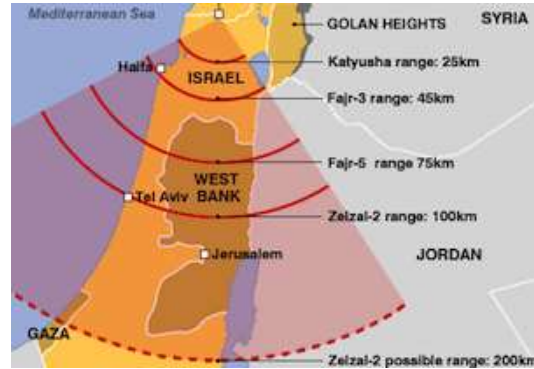 Mediterranean Sea
SYRIA
GOLAN HEIGHTS
Haifa
ISRAEL
Katyusha range: 25km
Fajr-3 range: 45km
Fajr-5 range 75km
WEST
BANK
Tel Aviv
Zelzal-2 range: 100km
Jerusalem
JORDAN
GAZA
Zelzal-2 possible range: 200km